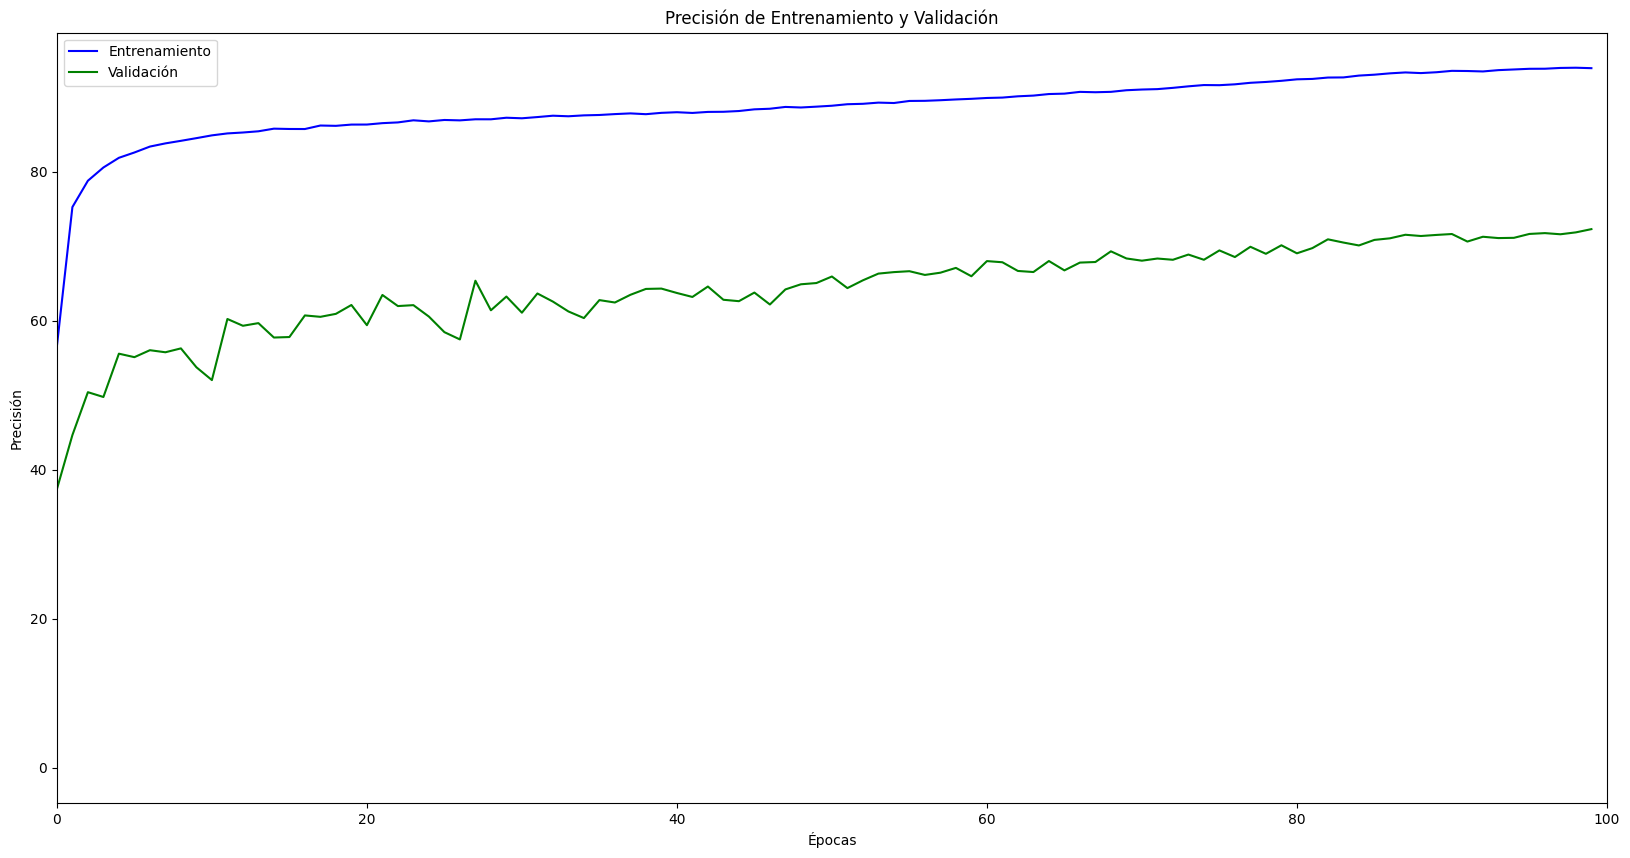 Precisión de Entrenamiento y Validación
Entrenamiento
Validación
80
60
40
20
0
Precisión
0 20 40 60 80 100
Épocas